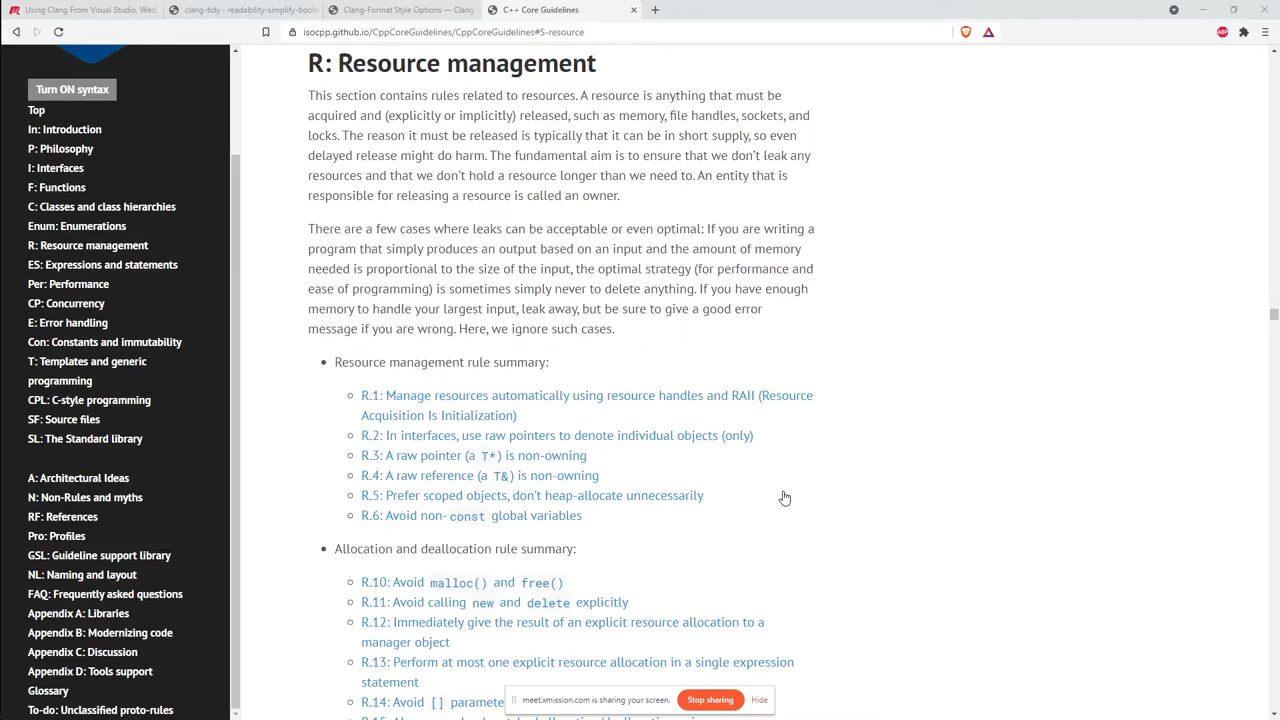 Using Clang From Visual Studio, Wed,
clang-tidy - readability-simplify-boole
Clang-Format Style Options — Clang
C++ Core Guidelines
isocpp.github.io/CppCoreGuidelines/CppCoreGuidelines#S-resource
ABP
Turn ON syntax
Top
In: Introduction
P: Philosophy
I: Interfaces
F: Functions
C: Classes and class hierarchies
Enum: Enumerations
R: Resource management
ES: Expressions and statements
Per: Performance
CP: Concurrency
E: Error handling
Con: Constants and immutability
T: Templates and generic
programming
CPL: C-style programming
SF: Source files
SL: The Standard library
A: Architectural Ideas
N: Non-Rules and myths
RF: References
Pro: Profiles
GSL: Guideline support library
NL: Naming and layout
FAQ: Frequently asked questions
Appendix A: Libraries
Appendix B: Modernizing code
Appendix C: Discussion
Appendix D: Tools support
Glossary
To-do: Unclassified proto-rules
R: Resource management
This section contains rules related to resources. A resource is anything that must be
acquired and (explicitly or implicitly) released, such as memory, file handles, sockets, and
locks. The reason it must be released is typically that it can be in short supply, so even
delayed release might do harm. The fundamental aim is to ensure that we don't leak any
resources and that we don't hold a resource longer than we need to. An entity that is
responsible for releasing a resource is called an owner.
There are a few cases where leaks can be acceptable or even optimal: If you are writing a
program that simply produces an output based on an input and the amount of memory
needed is proportional to the size of the input, the optimal strategy (for performance and
ease of programming) is sometimes simply never to delete anything. If you have enough
memory to handle your largest input, leak away, but be sure to give a good error
message if you are wrong. Here, we ignore such cases.
• Resource management rule summary:
R.1: Manage resources automatically using resource handles and RAII (Resource
Acquisition Is Initialization)
R.2: In interfaces, use raw pointers to denote individual objects (only)
R.3: A raw pointer (a T*) is non-owning
R.4: A raw reference (a T&) is non-owning
R.5: Prefer scoped objects, don't heap-allocate unnecessarily
R.6: Avoid non-const global variables
• Allocation and deallocation rule summary:
R.10: Avoid malloc() and free()
R.11: Avoid calling new and delete explicitly
R.12: Immediately give the result of an explicit resource allocation to a
manager object
R.13: Perform at most one explicit resource allocation in a single expression
statement
R.14: Avoid [] paramete
meet.xmission.com is sharing your screen.
Stop sharing
Hide